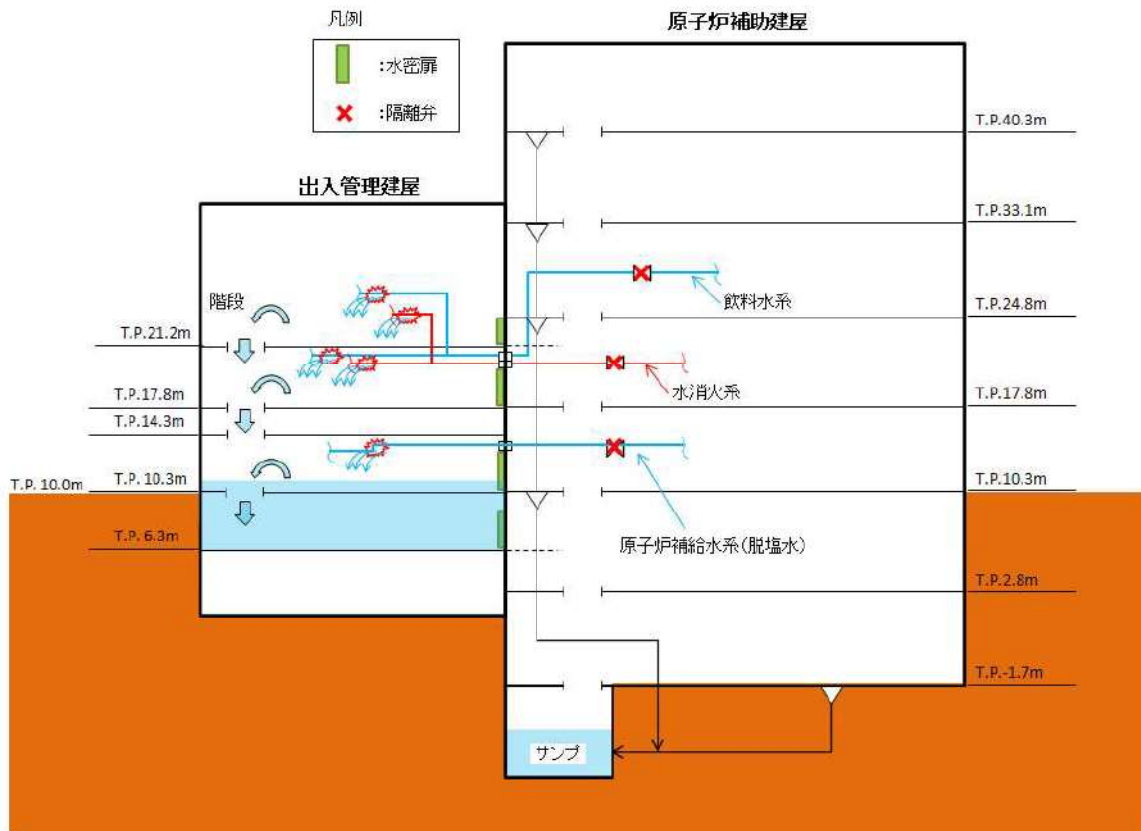 凡例
:水密扉
:隔離弁
原子炉補助建屋
T.P.40.3m
出入管理建屋
T.P.33.1m
階段
飲料水系
T.P.24.8m
T.P.21.2m
水消火系
T.P.17.8m
T.P.17.8m
T.P.14.3m
T.P. 10.0m
T.P. 10.3m
T.P.10.3m
原子炉補給水系(脱塩水)
T.P. 6.3m
T.P.2.8m
T.P.-1.7m
サンプ